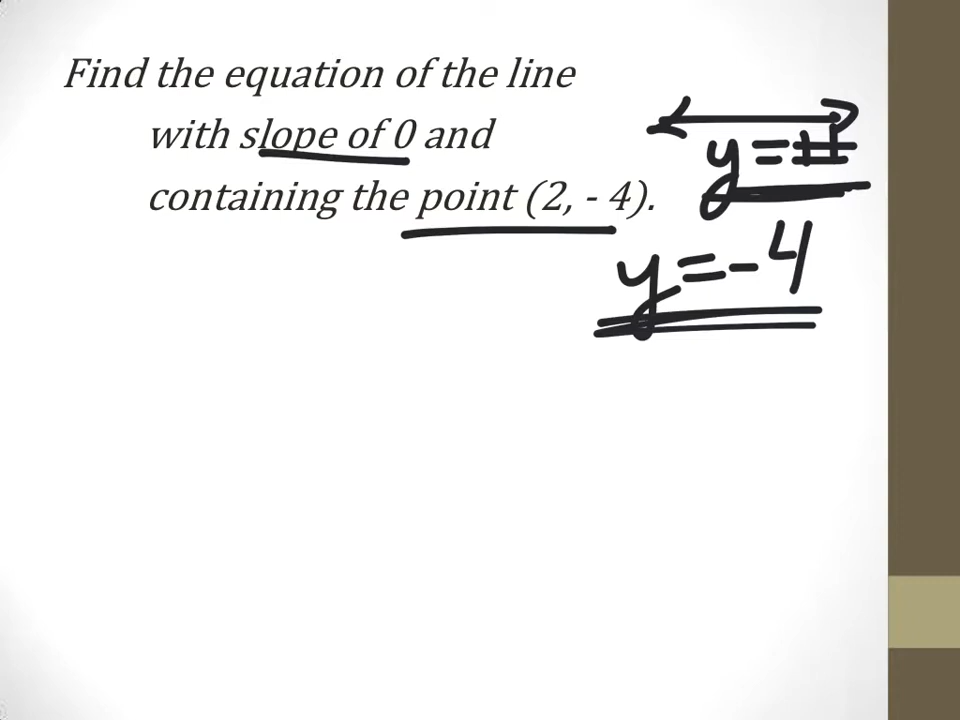 Find the equation of the line
with slope of 0 and
containing the point (2, - 4).
y = #
y = - 4